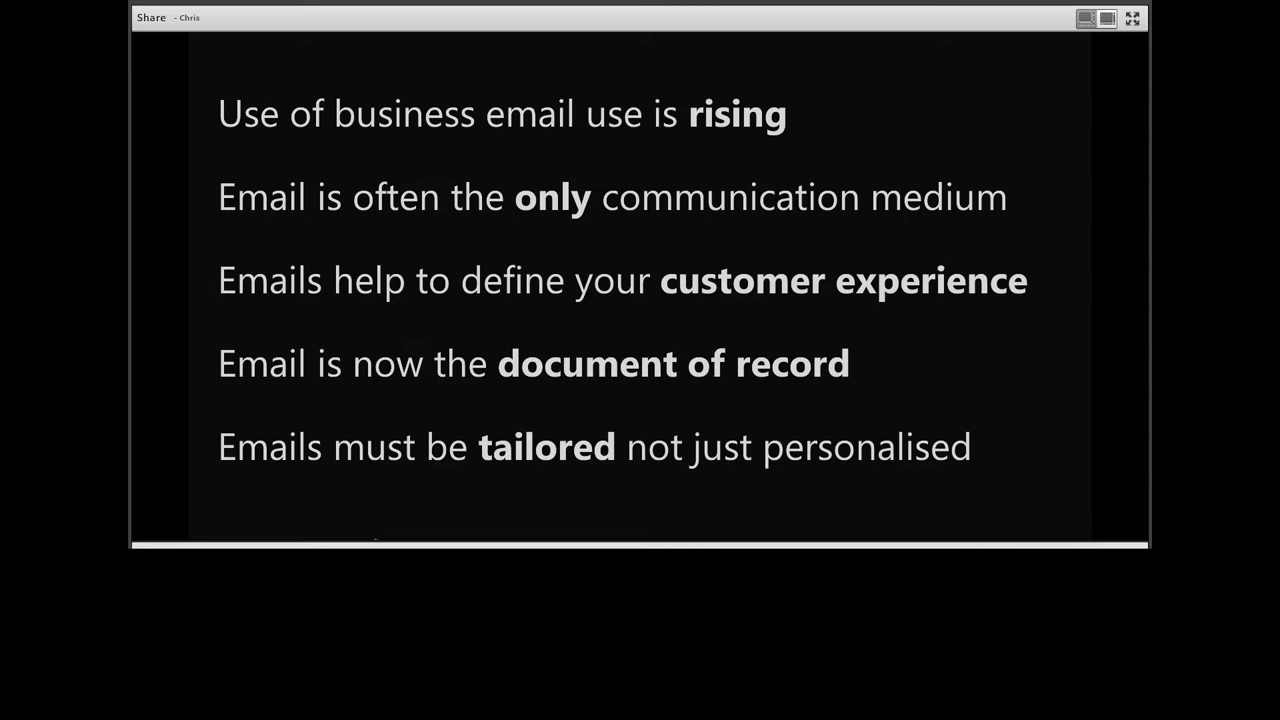 Share - Chris
Use of business email use is rising
Email is often the only communication medium
Emails help to define your customer experience
Email is now the document of record
Emails must be tailored not just personalised